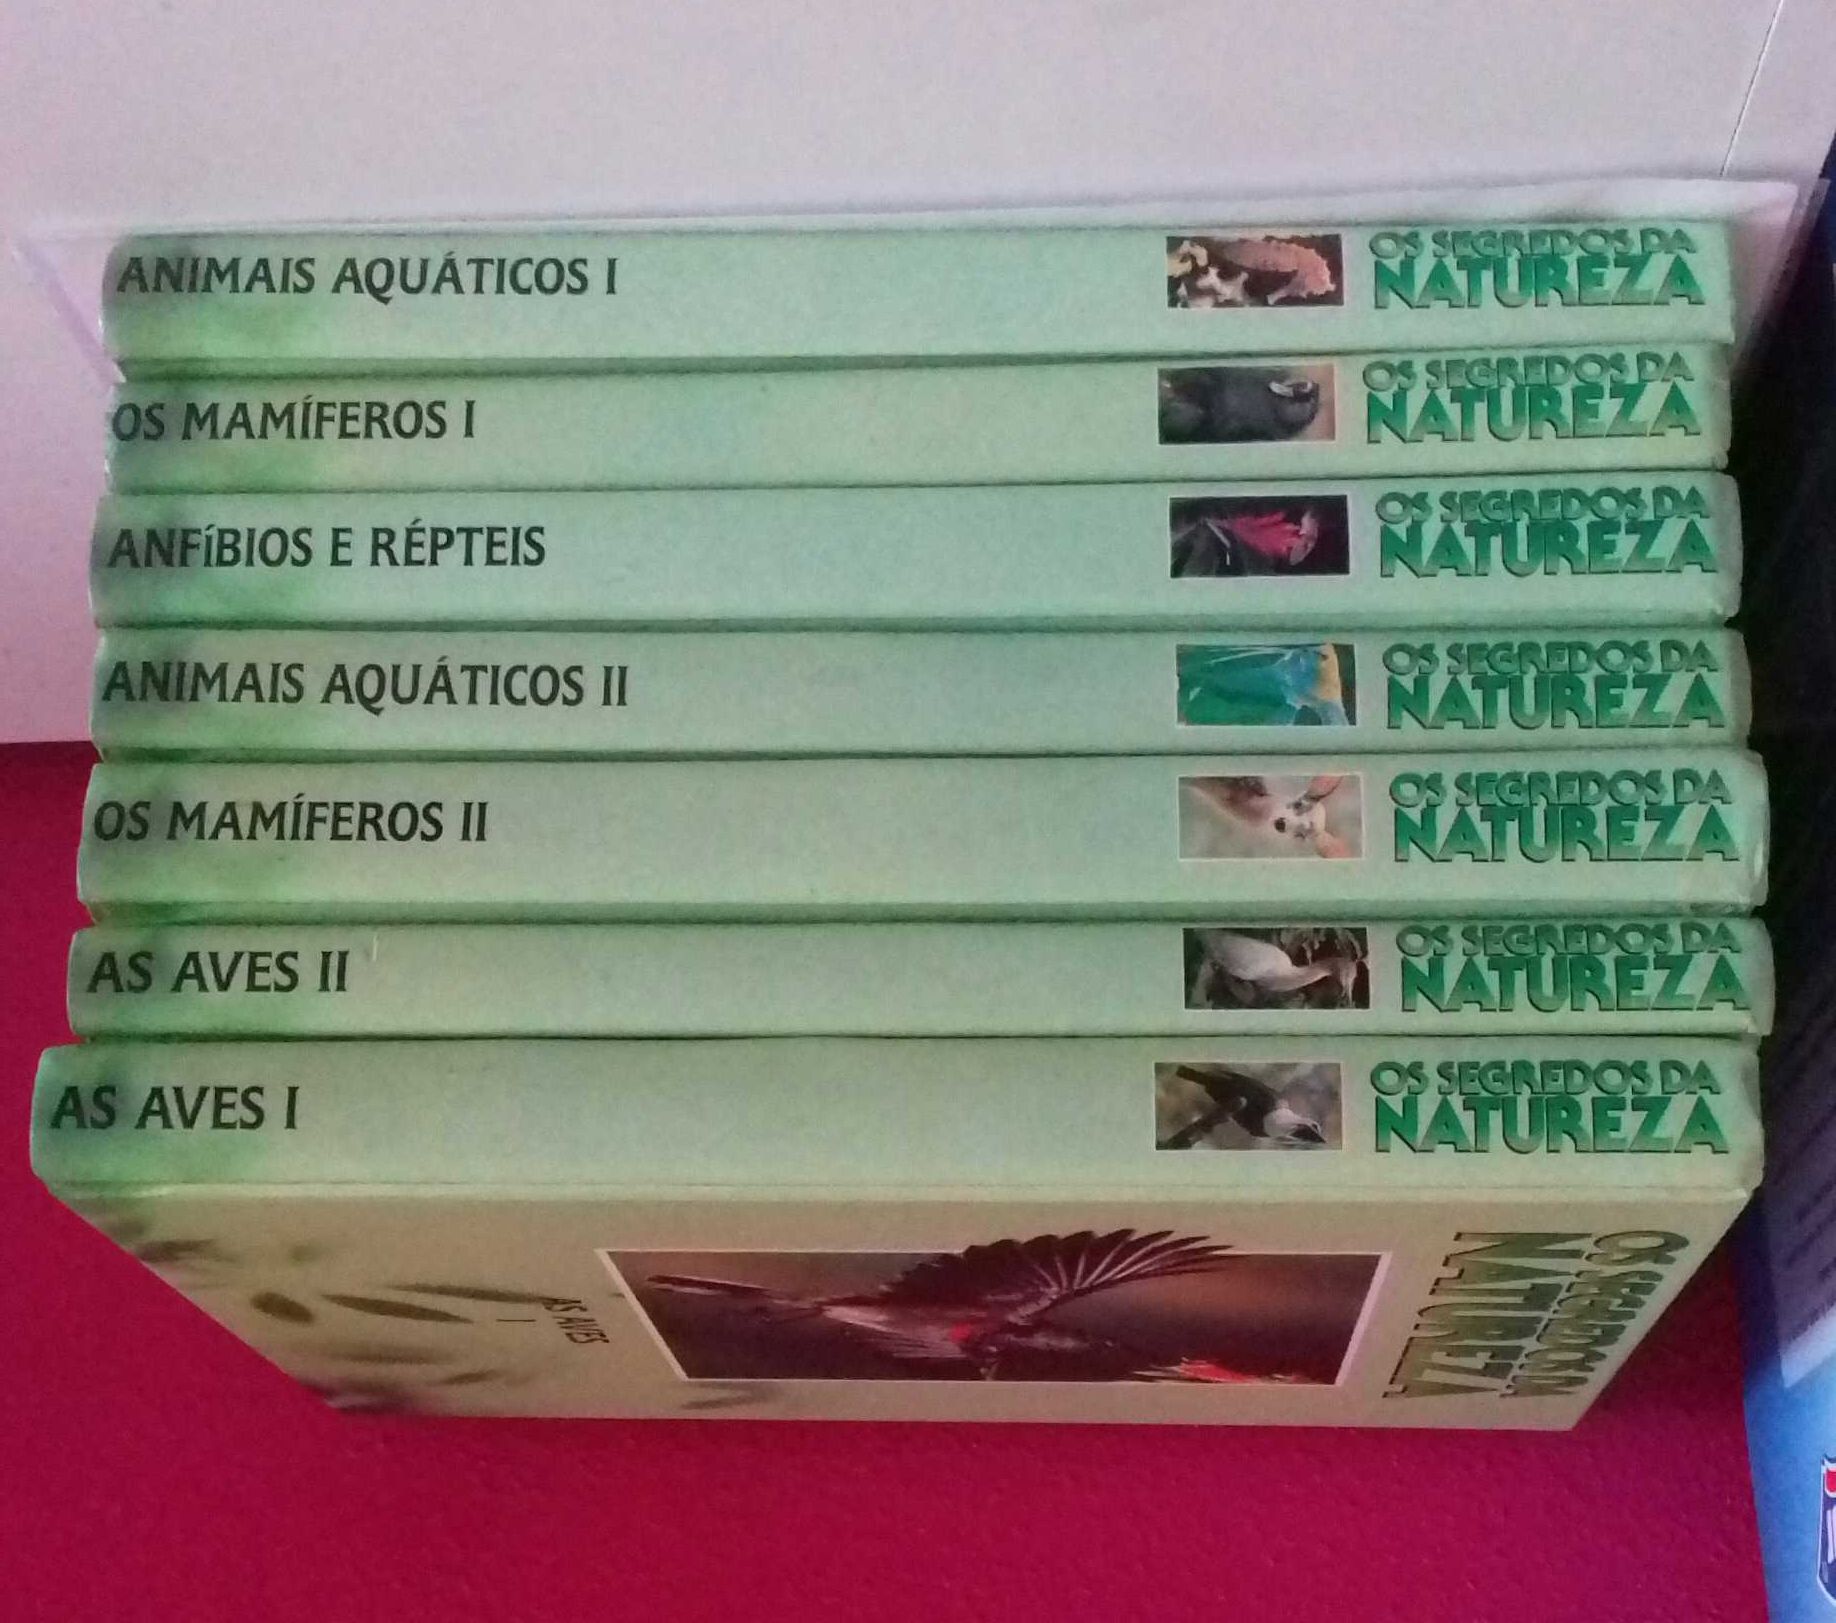 ANIMAIS AQUÁTICOS I
OS SEGREDOS DA
NATUREZA
OS MAMÍFEROS I
OS SEGREDOS DA
NATUREZA
ANFíBIOS E RÉPTEIS
OS SEGREDOS DA
NATUREZA
ANIMAIS AQUÁTICOS II
OS SEGREDOS DA
NATUREZA
OS MAMÍFEROS II
OS SEGREDOS DA
NATUREZA
AS AVES II
OS SEGREDOS DA
NATUREZA
AS AVES I
OS SEGREDOS DA
NATUREZA
OS SEGREDOS DA
NATUREZA
AS AVES
I